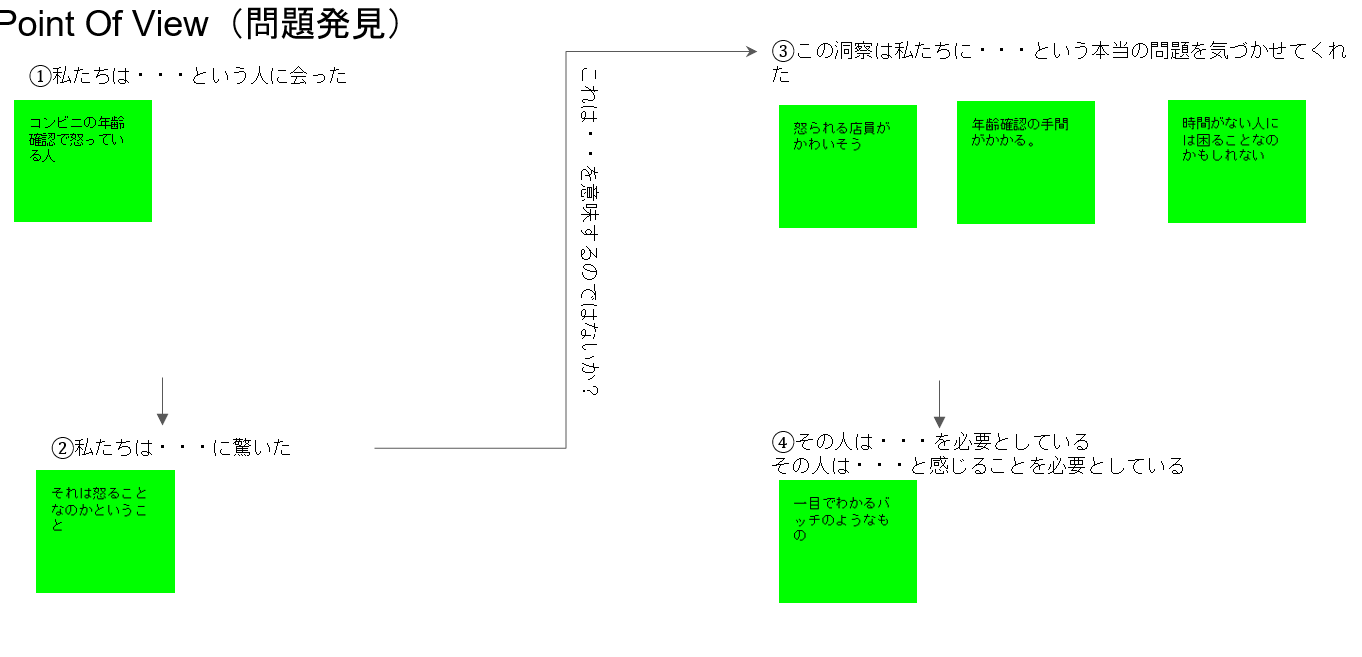 Point Of View（問題発見）
①私たちは・・・という人に会った
コンビニの年齢
確認で怒ってい
る人
②私たちは・・・に驚いた
それは怒ること
なのかというこ
と
これは・・を意味するのではないか？
③この洞察は私たちに・・・という本当の問題を気づかせてくれ
た
怒られる店員が
かわいそう
年齢確認の手間
がかかる。
時間がない人に
は困ることなの
かもしれない
④その人は・・・を必要としている
その人は・・・と感じることを必要としている
一目でわかるバ
ッチのようなも
の